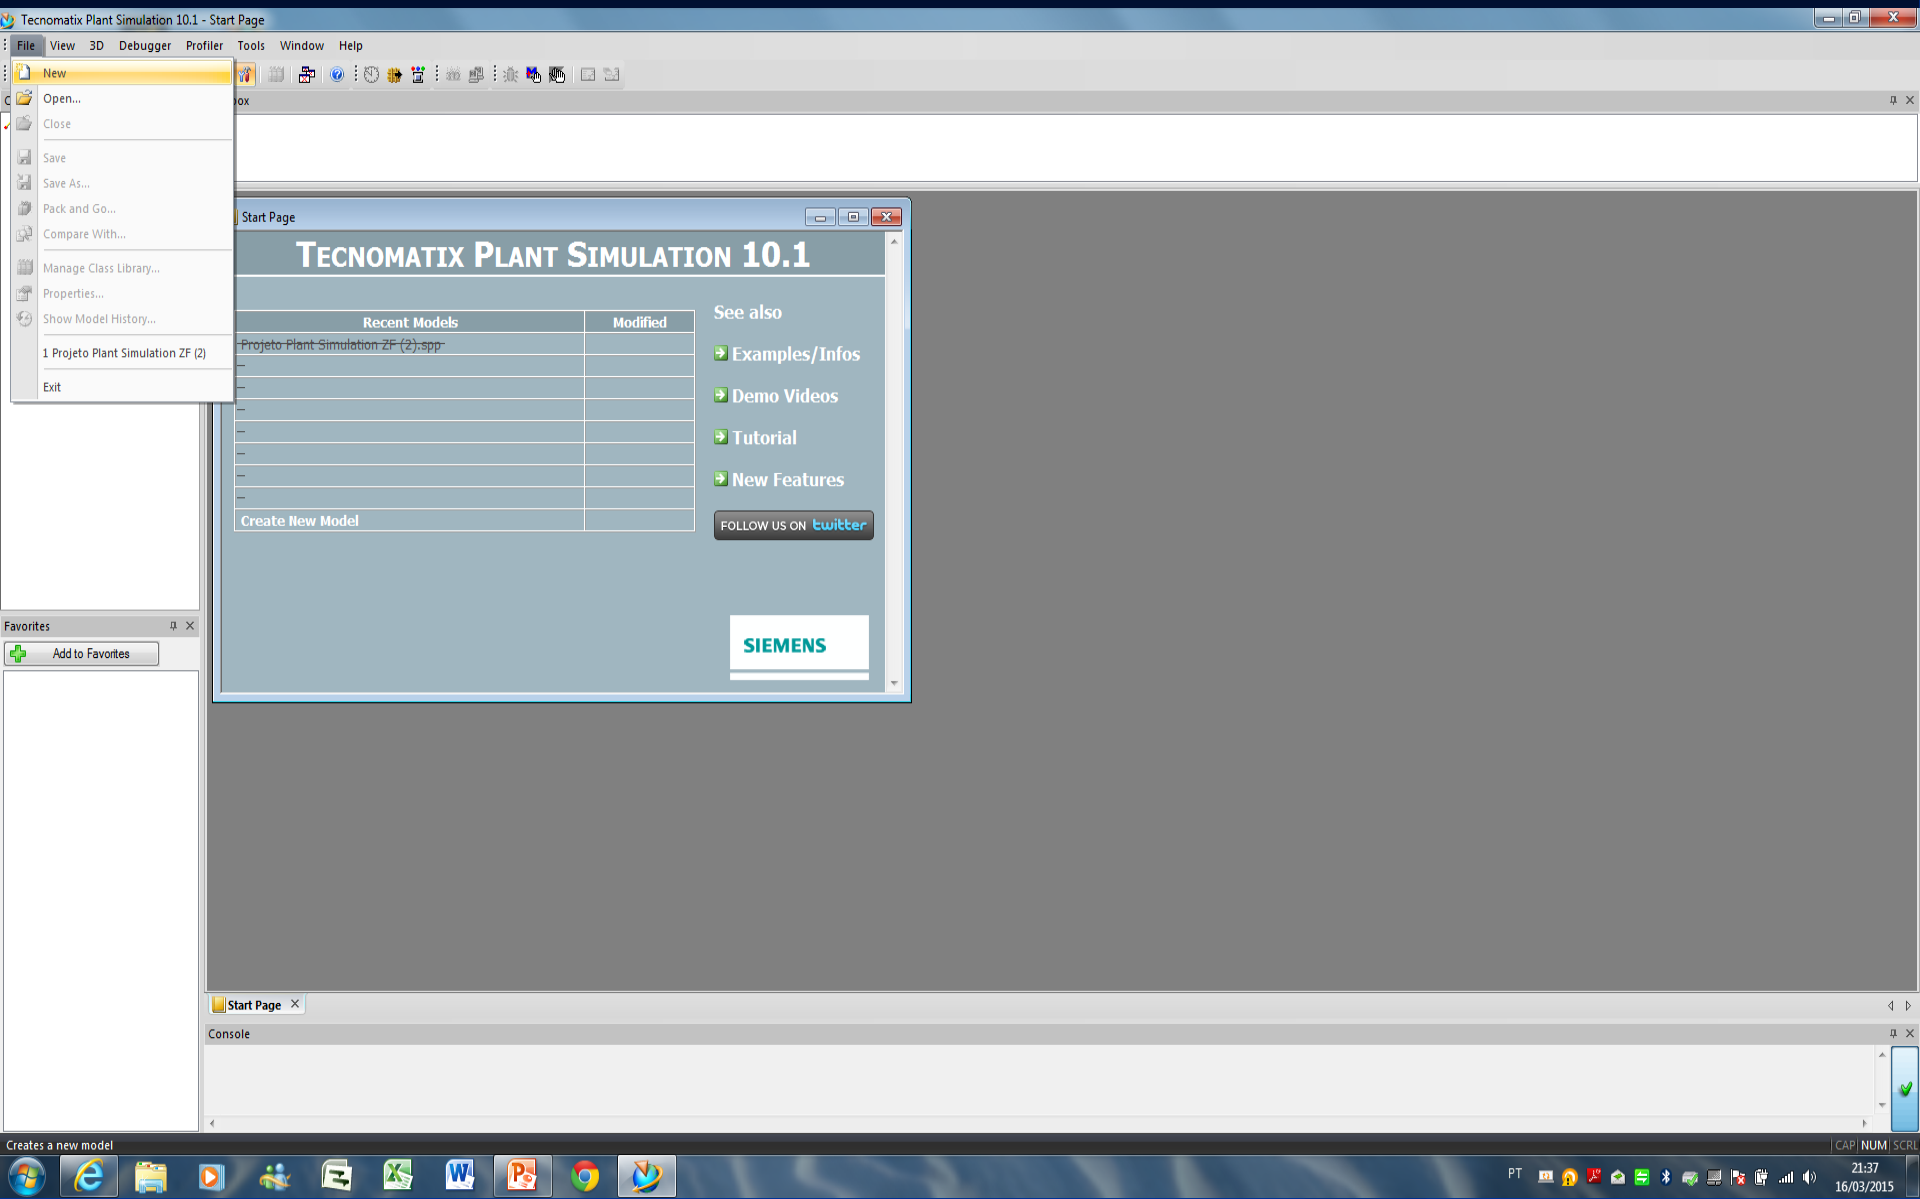 Tecnomatix Plant Simulation 10.1 - Start Page
File View 3D Debugger Profiler Tools Window Help
New
Open...
Close
Save
Save As...
Pack and Go...
Compare With...
Manage Class Library...
Properties...
Show Model History...
1 Projeto Plant Simulation ZF (2)
Exit
box
Start Page
TECNOMATIX PLANT SIMULATION 10.1
Recent Models Modified
Projeto Plant Simulation ZF (2).spp
–
–
–
–
–
–
–
Create New Model
See also
Examples/Infos
Demo Videos
Tutorial
New Features
FOLLOW US ON twitter
SIEMENS
Favorites
Add to Favorites
Start Page
Console
Creates a new model
CAP NUM SCRL
PT
21:37
16/03/2015